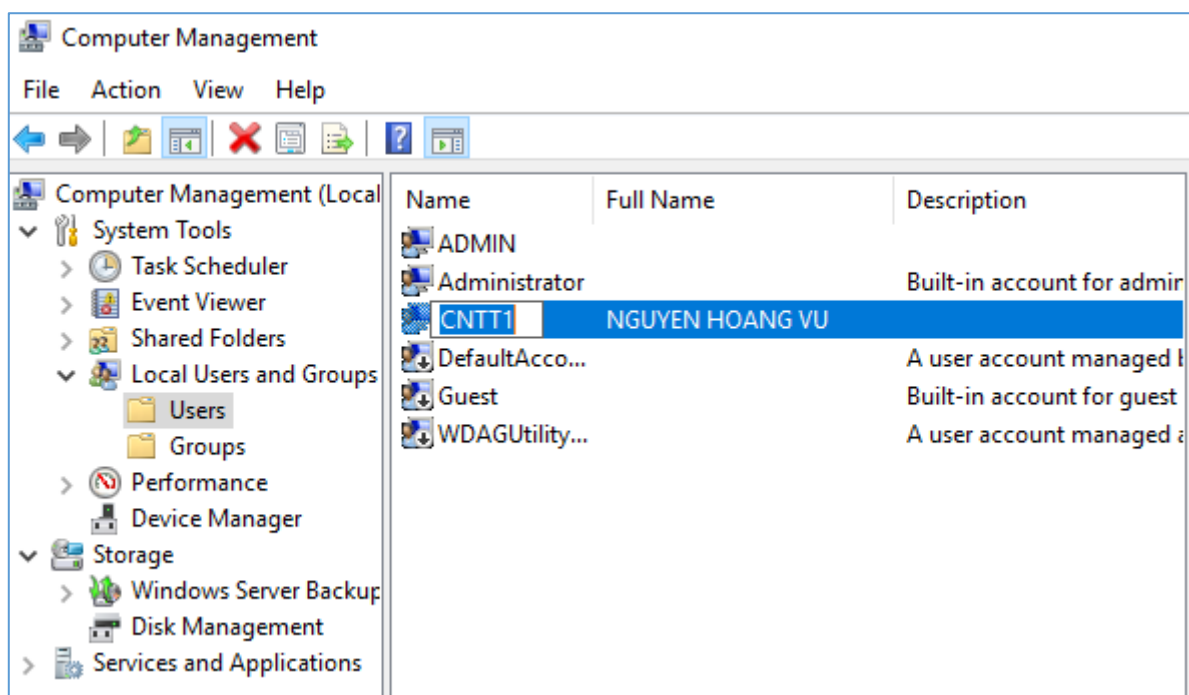 Computer Management
File Action View Help
Computer Management (Local
System Tools
Task Scheduler
Event Viewer
Shared Folders
Local Users and Groups
Users
Groups
Performance
Device Manager
Storage
Windows Server Backup
Disk Management
Services and Applications
Name Full Name Description
ADMIN
Administrator Built-in account for admin
CNTT1 NGUYEN HOANG VU
DefaultAcco... A user account managed b
Guest Built-in account for guest
WDAGUtility... A user account managed a